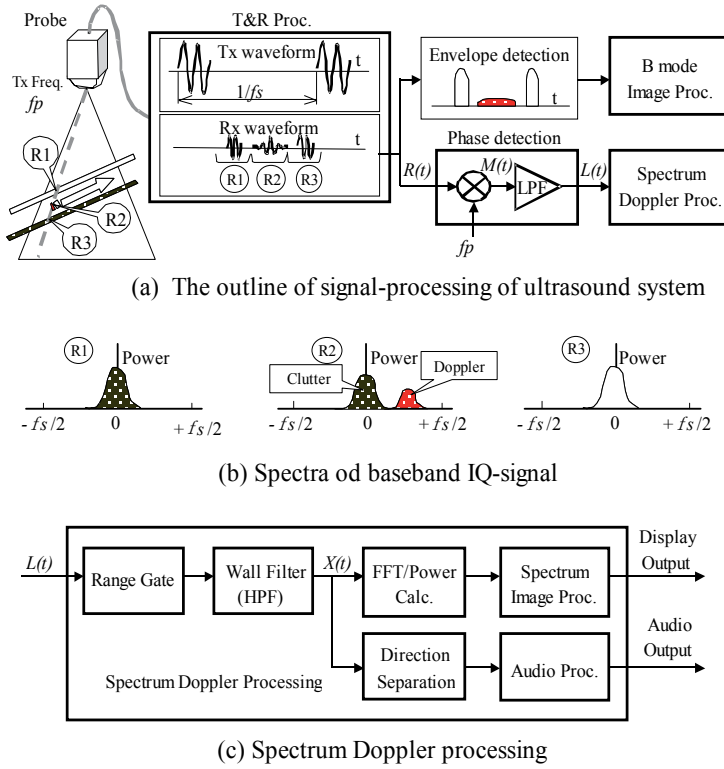 Probe
Tx Freq.
fp
R1
R2
R3
T&R Proc.
Tx waveform
t
1/fs
Rx waveform
t
R1
R2
R3
Envelope detection
t
B mode
Image Proc.
Phase detection
R(t)
M(t)
LPF
L(t)
fp
Spectrum
Doppler Proc.
(a) The outline of signal-processing of ultrasound system
R1
Power
- fs/2
0
+ fs/2
R2
Power
Clutter
Doppler
- fs/2
0
+ fs/2
R3
Power
- fs/2
0
+ fs/2
(b) Spectra od baseband IQ-signal
L(t)
Range Gate
Wall Filter
(HPF)
X(t)
FFT/Power
Calc.
Spectrum
Image Proc.
Display
Output
Direction
Separation
Audio Proc.
Audio
Output
Spectrum Doppler Processing
(c) Spectrum Doppler processing